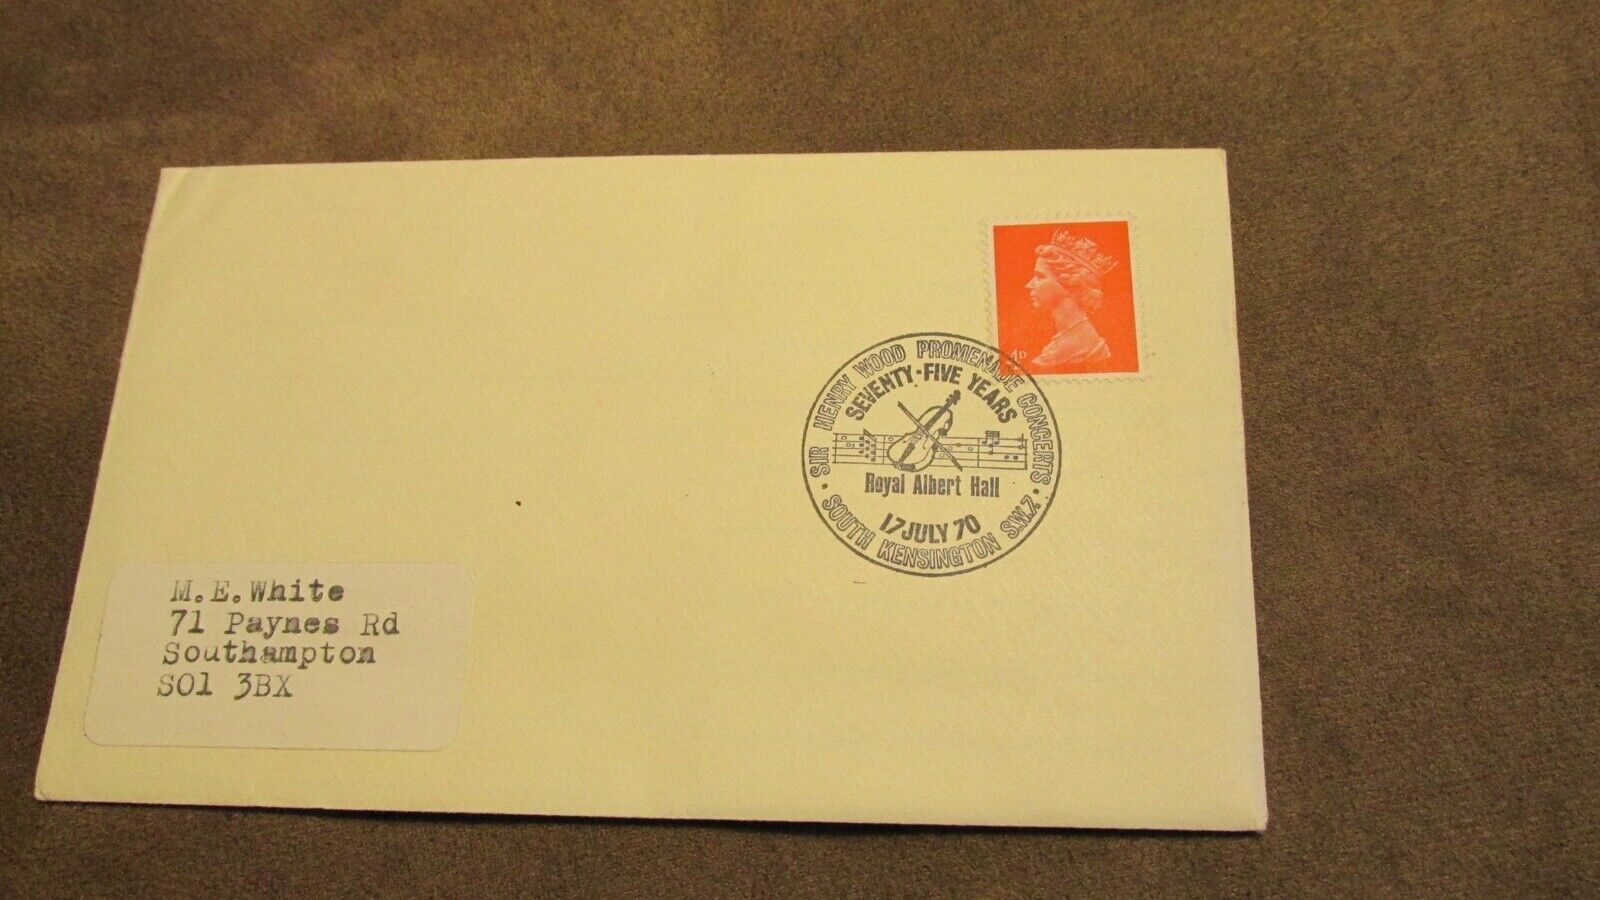 4D
SIR HENRY WOOD PROMENADE CONCERTS
SEVENTY-FIVE YEARS
Royal Albert Hall
17 JULY 70
SOUTH KENSINGTON S.W.7.
M.E.White
71 Paynes Rd
Southampton
SO1 3BX